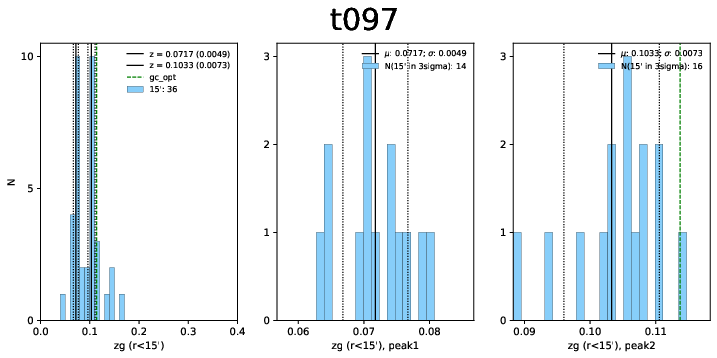 t097
z = 0.0717 (0.0049)
z = 0.1033 (0.0073)
gc_opt
15': 36
N
10
5
0
0.0 0.1 0.2 0.3 0.4
zg (r<15')
μ: 0.0717; σ: 0.0049
N(15' in 3sigma): 14
3
2
1
0
0.06 0.07 0.08
zg (r<15'), peak1
μ: 0.1033; σ: 0.0073
N(15' in 3sigma): 16
3
2
1
0
0.09 0.10 0.11
zg (r<15'), peak2